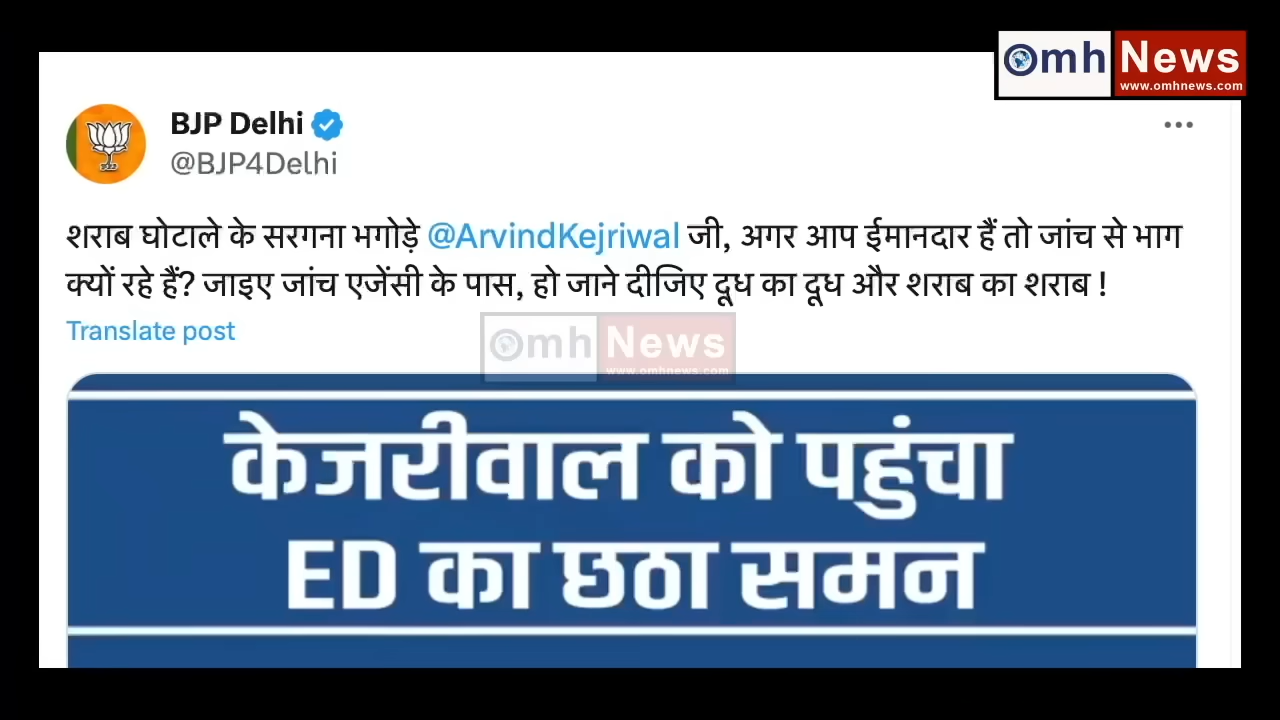 Omh News
www.omhnews.com
BJP Delhi
@BJP4Delhi
शराब घोटाले के सरगना भगोड़े @ArvindKejriwal जी, अगर आप ईमानदार हैं तो जांच से भाग
क्यों रहे हैं? जाइए जांच एजेंसी के पास, हो जाने दीजिए दूध का दूध और शराब का शराब !
Translate post
Omh News
www.omhnews.com
केजरीवाल को पहुंचा
ED का छठा समन